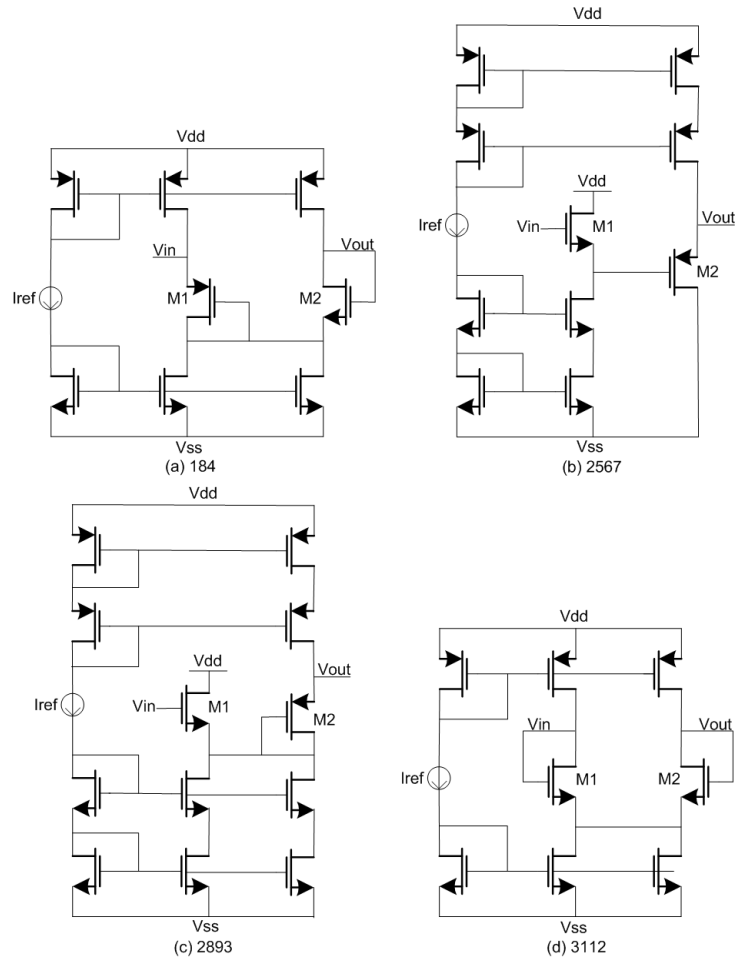 Vdd
Vin
Vout
Iref
M1
M2
Vss
(a) 184
Vdd
Vdd
Vin
M1
Iref
Vout
M2
Vss
(b) 2567
Vdd
Vdd
Vout
Iref
Vin
M1
M2
Vss
(c) 2893
Vdd
Vin
Vout
Iref
M1
M2
Vss
(d) 3112